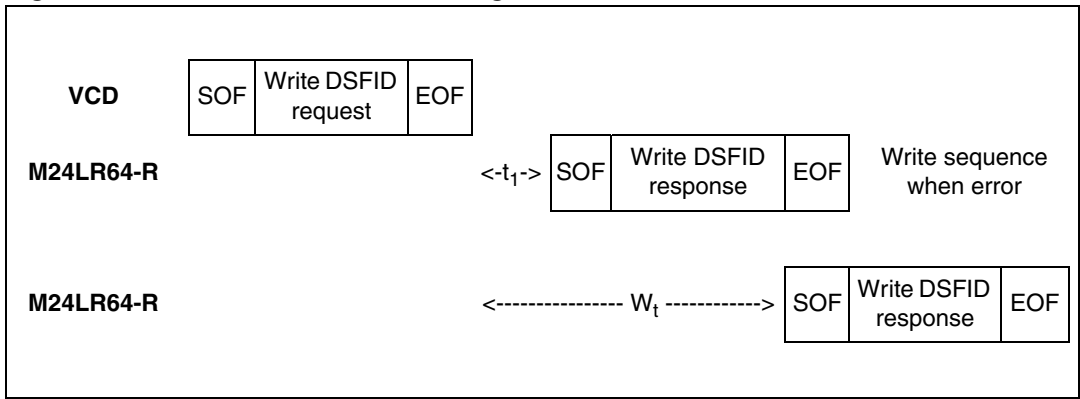 VCD SOF Write DSFID request EOF
M24LR64-R <-t1-> SOF Write DSFID response EOF Write sequence when error
M24LR64-R <---------------- Wt ------------> SOF Write DSFID response EOF